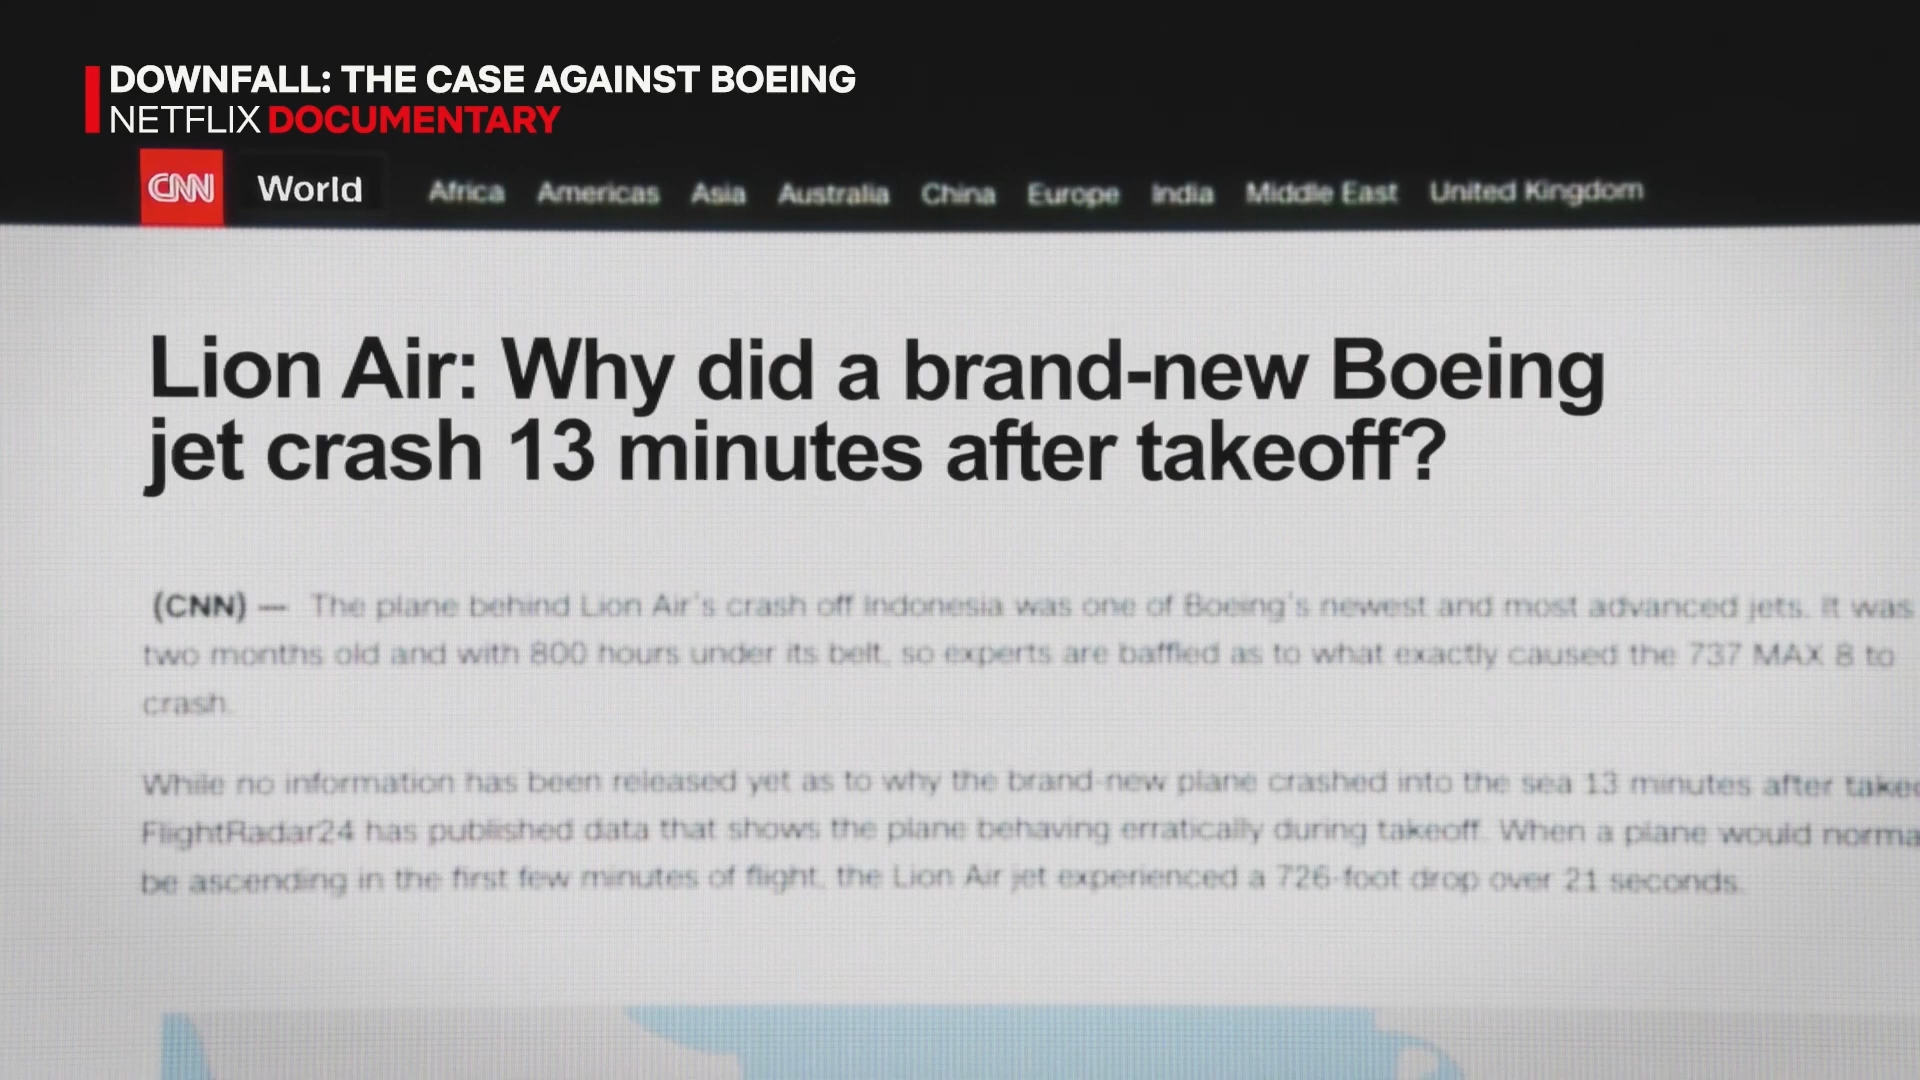 DOWNFALL: THE CASE AGAINST BOEING
NETFLIX DOCUMENTARY
CNN World Africa Americas Asia Australia China Europe India Middle East United Kingdom
Lion Air: Why did a brand-new Boeing
jet crash 13 minutes after takeoff?
(CNN) — The plane behind Lion Air's crash off Indonesia was one of Boeing's newest and most advanced jets. It was
two months old and with 800 hours under its belt, so experts are baffled as to what exactly caused the 737 MAX 8 to
crash.
While no information has been released yet as to why the brand-new plane crashed into the sea 13 minutes after takeo
FlightRadar24 has published data that shows the plane behaving erratically during takeoff. When a plane would norma
be ascending in the first few minutes of flight, the Lion Air jet experienced a 726-foot drop over 21 seconds.